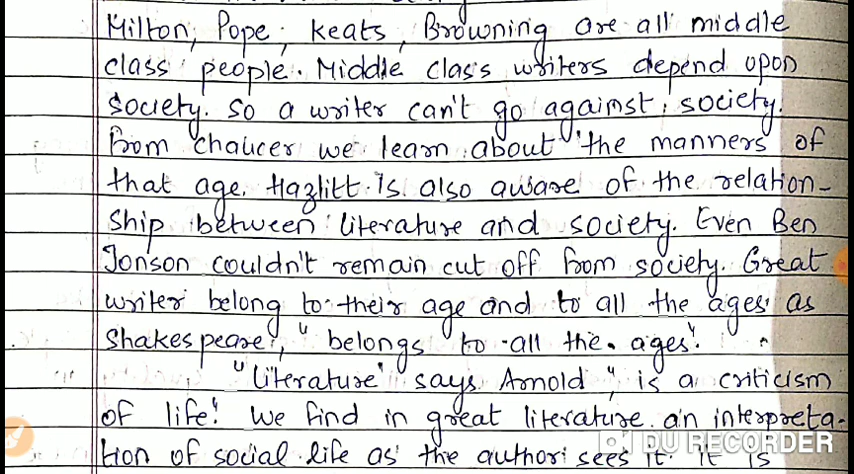 Milton, Pope, Keats, Browning are all middle
class people. Middle class writers depend upon
society. So a writer can't go against society.
From Chaucer we learn about the manners of
that age. Hazlitt is also aware of the relation-
ship between literature and society. Even Ben
Jonson couldn't remain cut off from society. Great
writer belong to their age and to all the ages as
Shakespeare, "belongs to all the ages".
"Literature" says Arnold ", is a criticism
of life". We find in great literature an interpreta-
tion of social life as the author sees it. It is
DU RECORDER